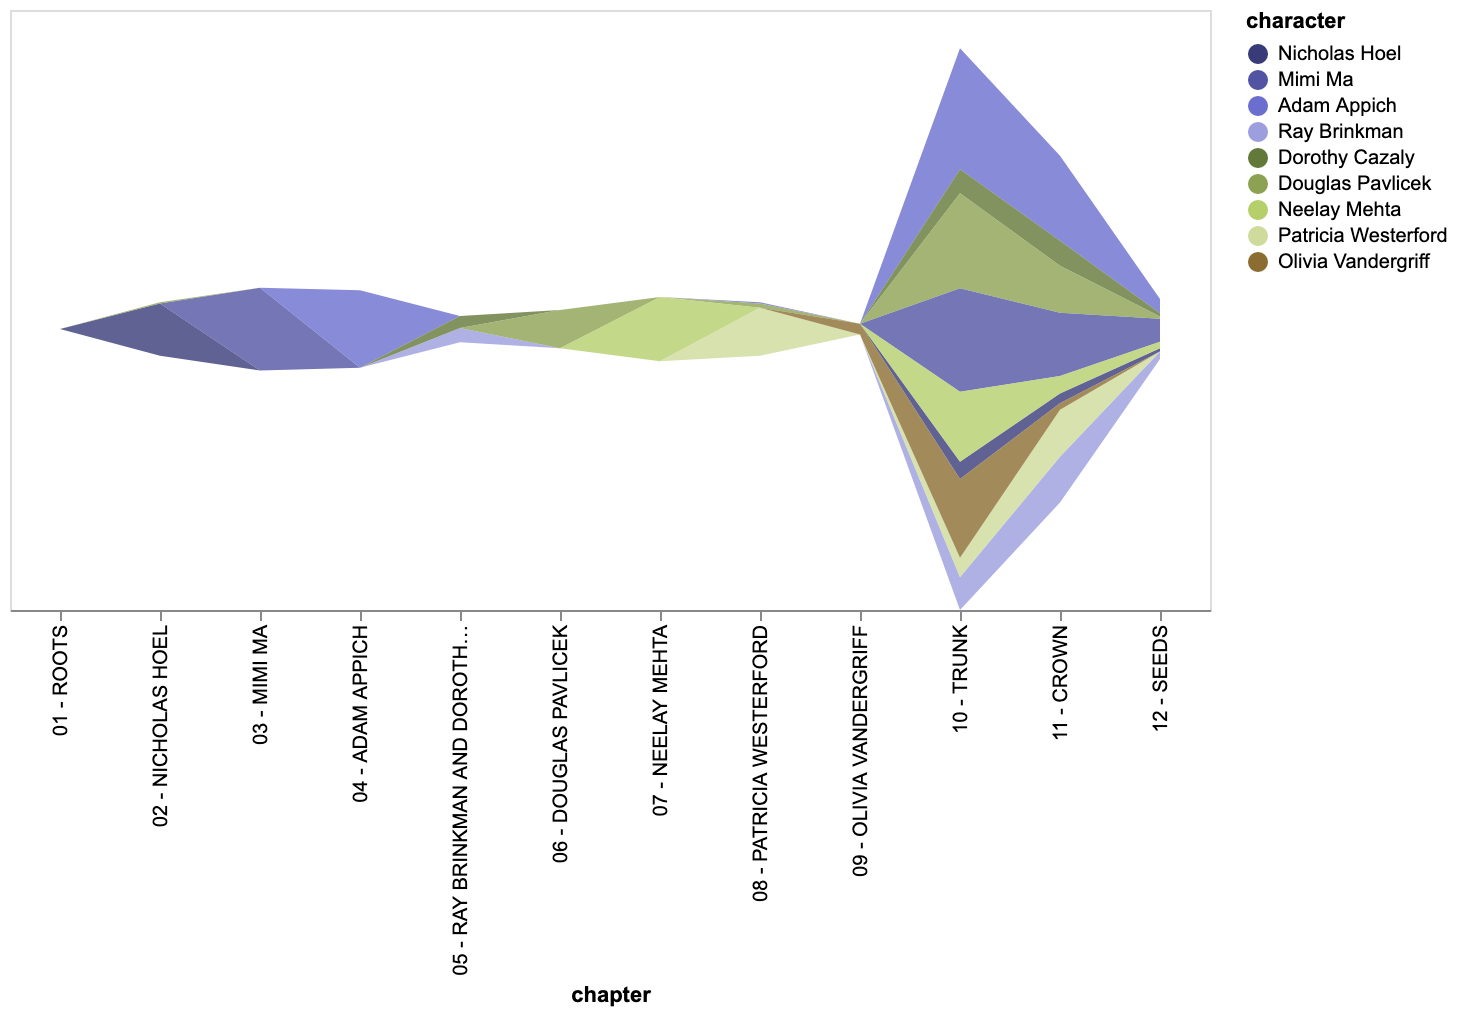 character
Nicholas Hoel
Mimi Ma
Adam Appich
Ray Brinkman
Dorothy Cazaly
Douglas Pavlicek
Neelay Mehta
Patricia Westerford
Olivia Vandergriff
01 - ROOTS
02 - NICHOLAS HOEL
03 - MIMI MA
04 - ADAM APPICH
05 - RAY BRINKMAN AND DOROTH…
06 - DOUGLAS PAVLICEK
07 - NEELAY MEHTA
08 - PATRICIA WESTERFORD
09 - OLIVIA VANDERGRIFF
10 - TRUNK
11 - CROWN
12 - SEEDS
chapter